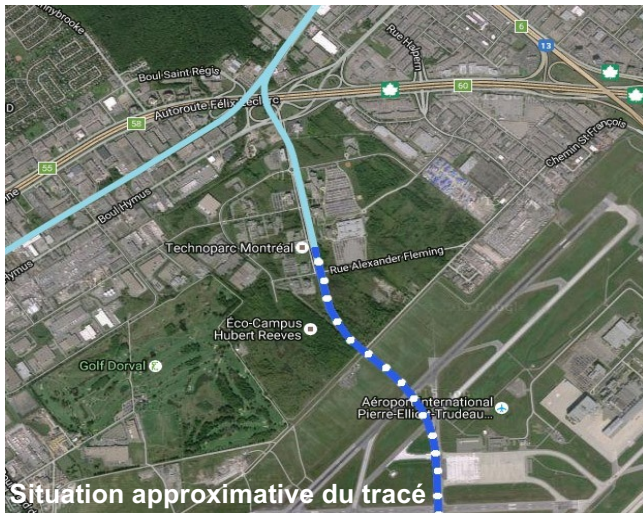 nnybrooke
Rue Halpern
6
13
Boul Saint Régis
60
Autoroute Félix-Leclerc
58
Chemin St-François
55
Boul Hymus
Hymus
Technoparc Montréal
Rue Alexander Fleming
Éco-Campus
Hubert Reeves
Golf Dorval
Aéroport International
Pierre-Elliott-Trudeau...
Situation approximative du tracé